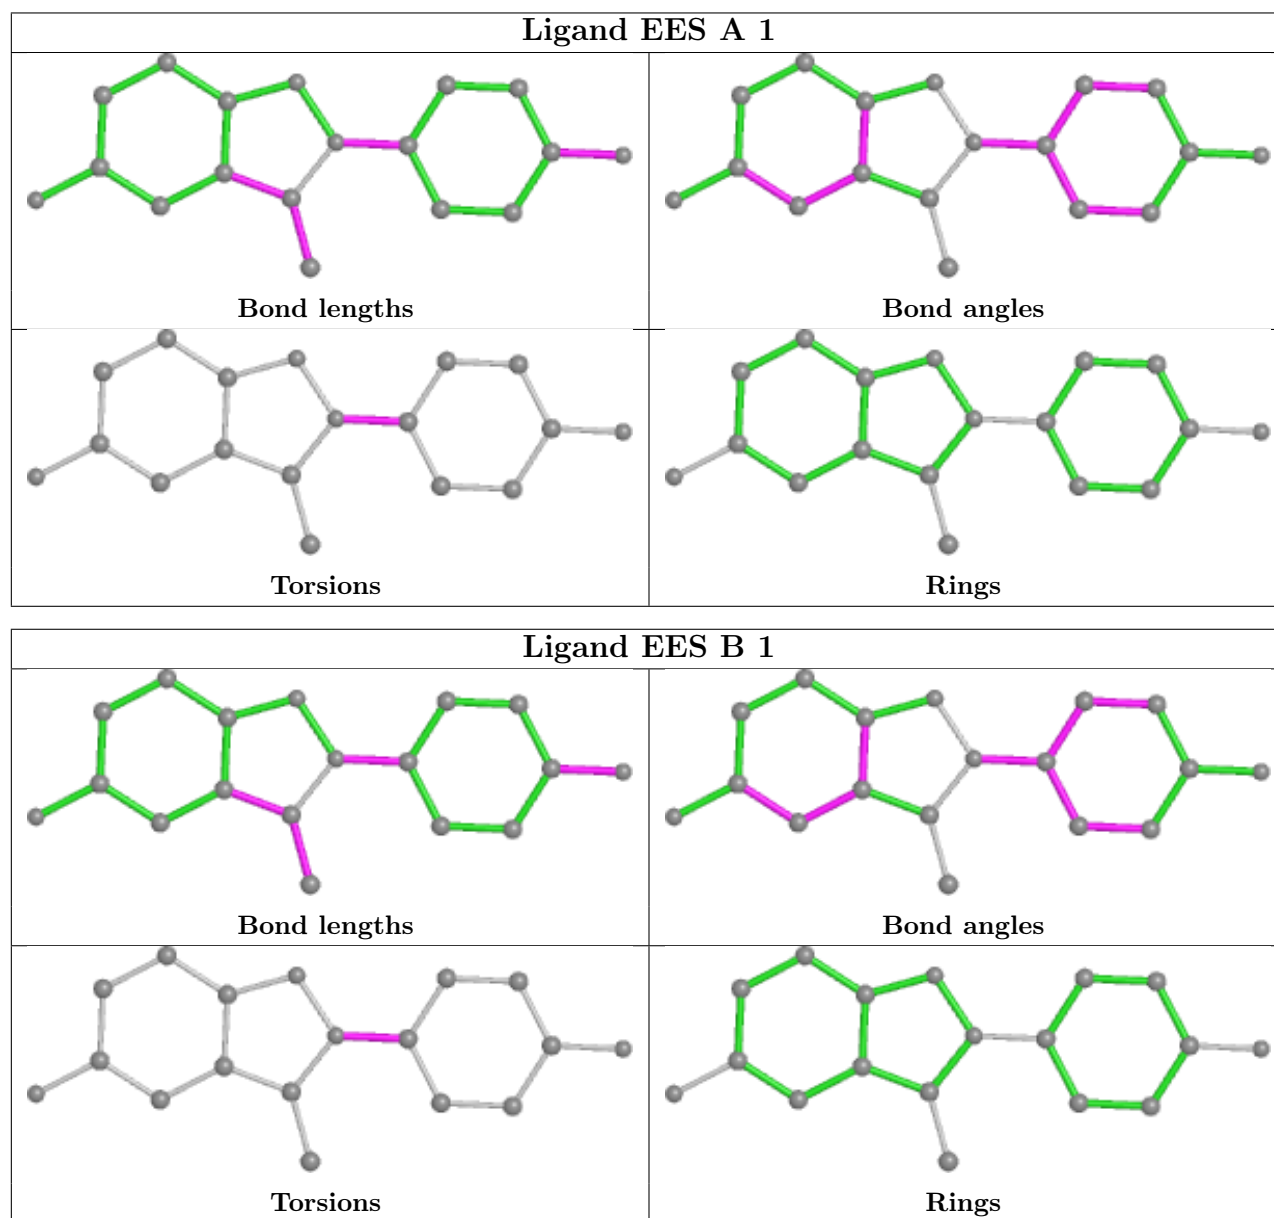 Ligand EES A 1
Bond lengths
Bond angles
Torsions
Rings
Ligand EES B 1
Bond lengths
Bond angles
Torsions
Rings